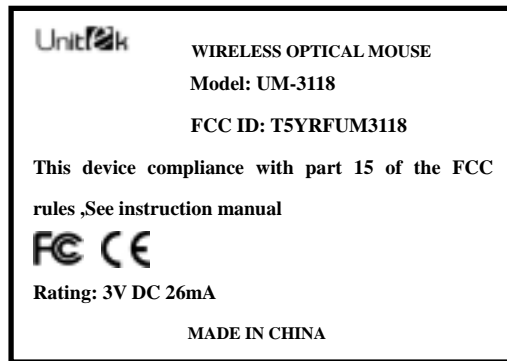 Unitek
WIRELESS OPTICAL MOUSE
Model: UM-3118
FCC ID: T5YRFUM3118
This device compliance with part 15 of the FCC
rules ,See instruction manual
FC CE
Rating: 3V DC 26mA
MADE IN CHINA